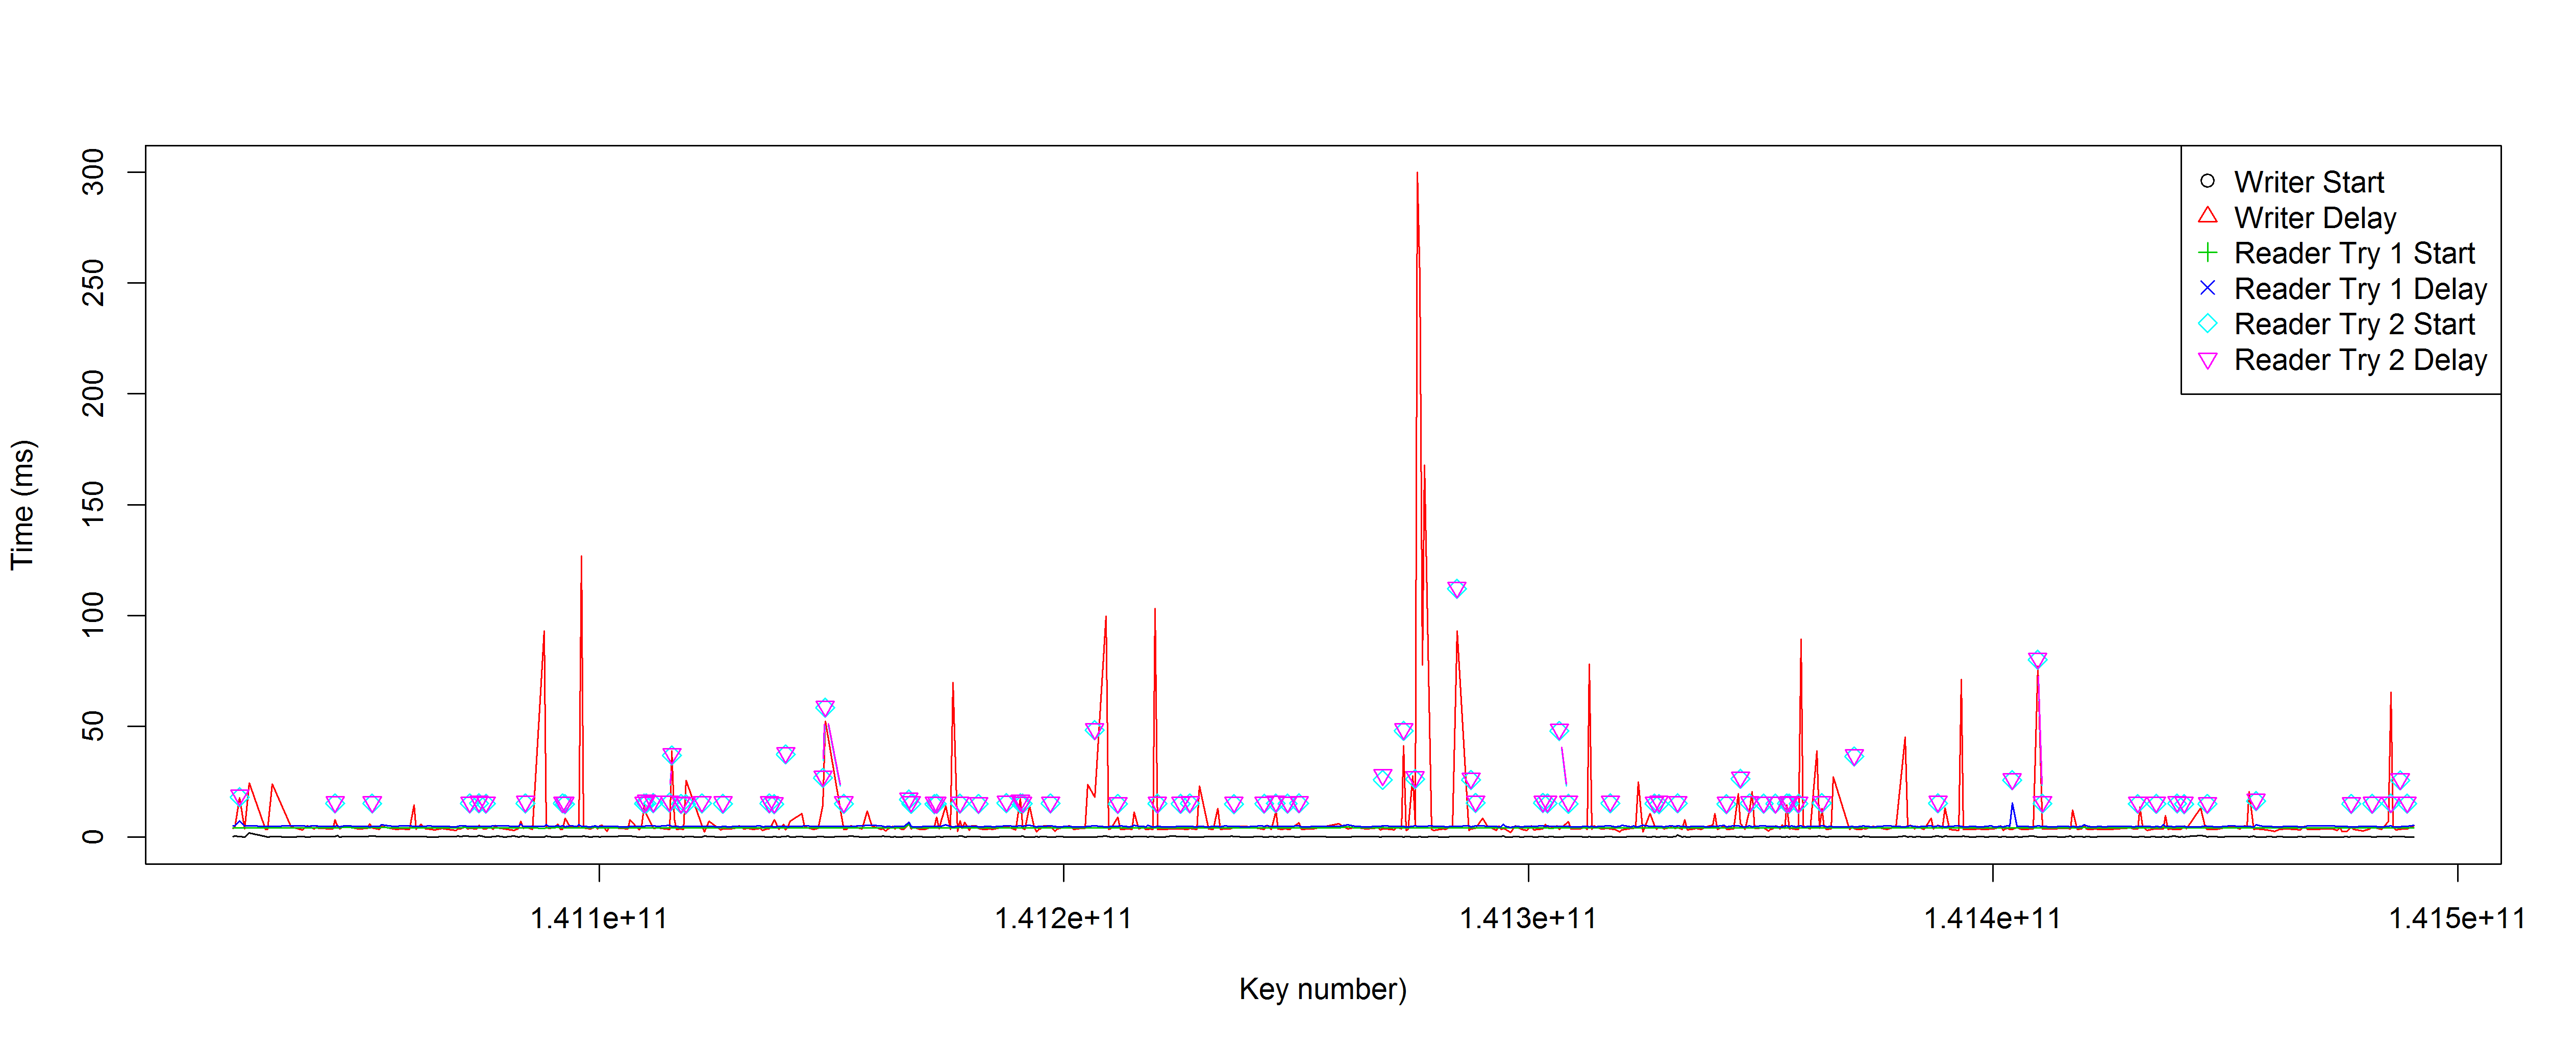 300
250
200
150
100
50
0
Time (ms)
Writer Start
Writer Delay
Reader Try 1 Start
Reader Try 1 Delay
Reader Try 2 Start
Reader Try 2 Delay
1.411e+11 1.412e+11 1.413e+11 1.414e+11 1.415e+11
Key number)